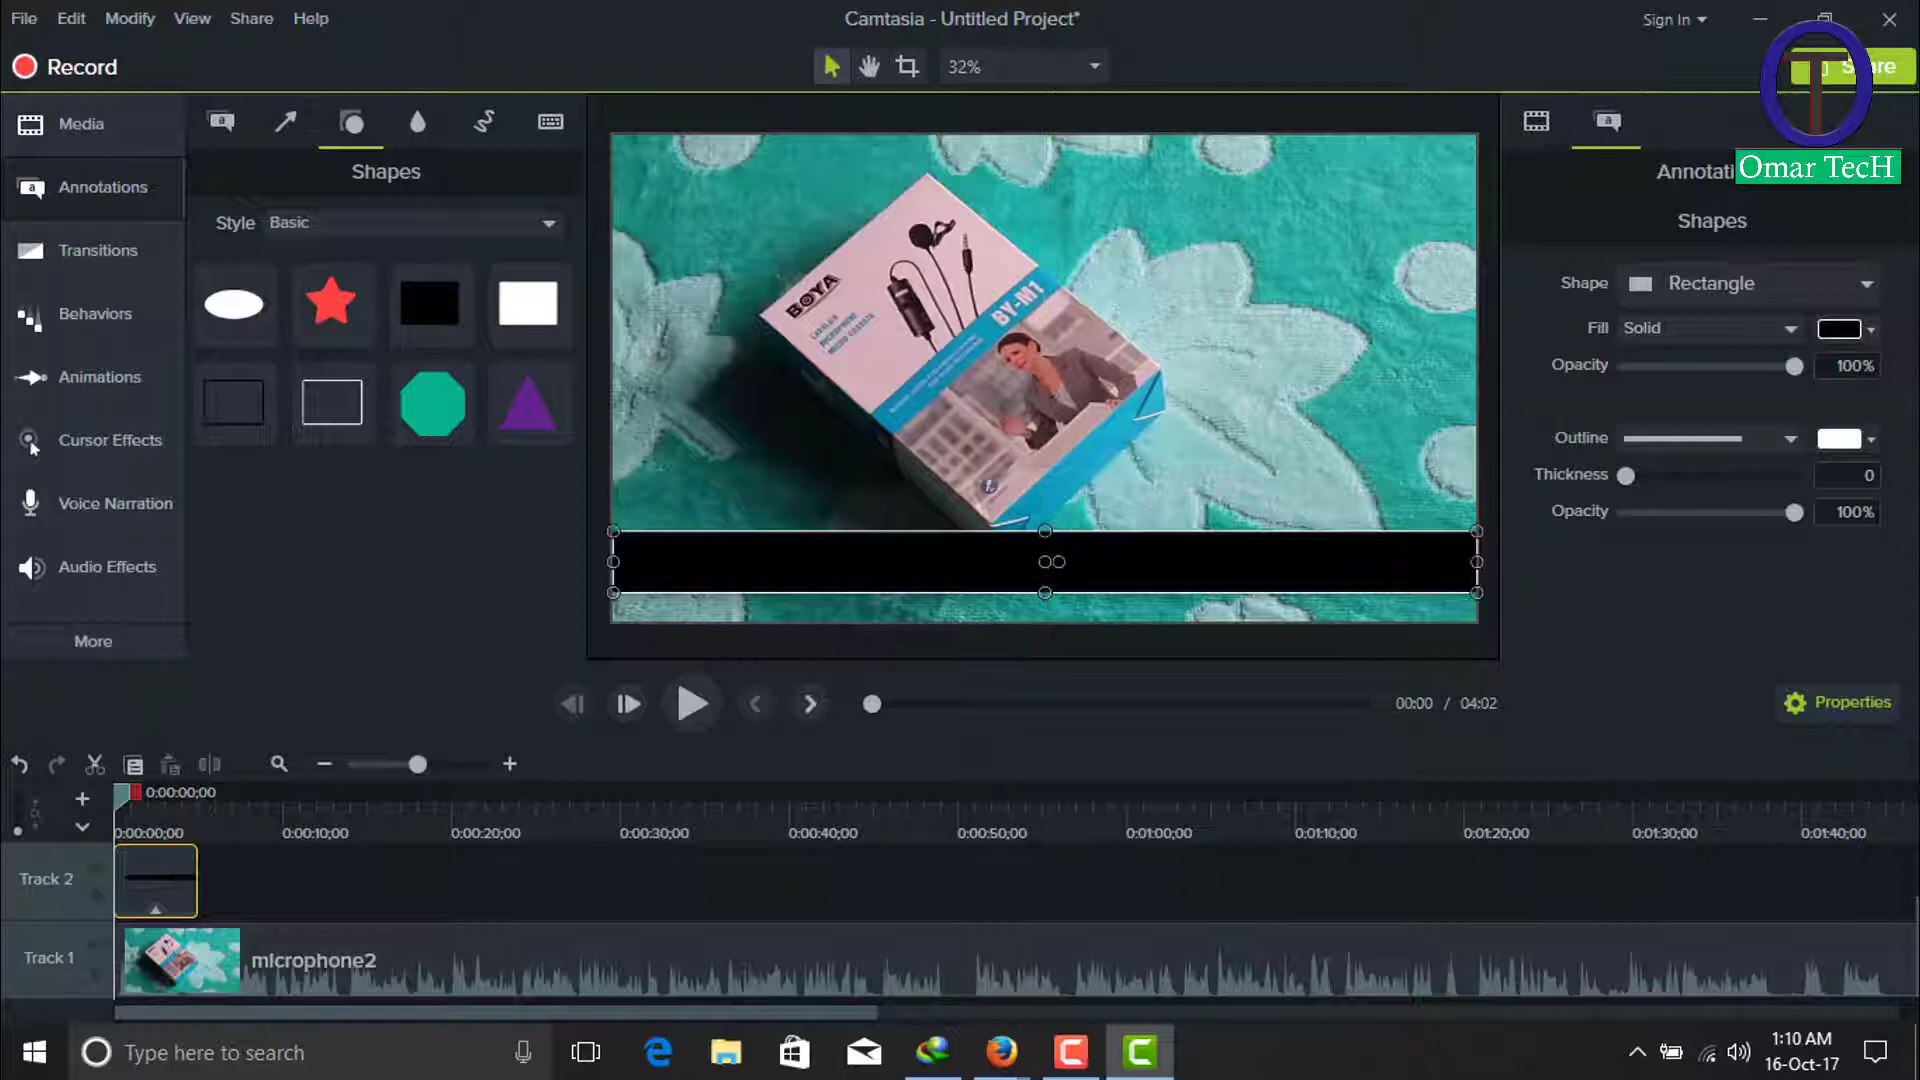 File Edit Modify View Share Help
Camtasia - Untitled Project*
Sign In
Record
32%
Omar TecH
Media
Annotations
Transitions
Behaviors
Animations
Cursor Effects
Voice Narration
Audio Effects
More
Shapes
Style Basic
BOYA
LAVALIER
MICROPHONE
BY-M1
Shapes
Shape Rectangle
Fill Solid
Opacity 100%
Outline
Thickness 0
Opacity 100%
00:00 / 04:02
Properties
0:00:00;00
0:00:00;00 0:00:10;00 0:00:20;00 0:00:30;00 0:00:40;00 0:00:50;00 0:01:00;00 0:01:10;00 0:01:20;00 0:01:30;00 0:01:40;00
Track 2
Track 1
microphone2
Type here to search
1:10 AM
16-Oct-17